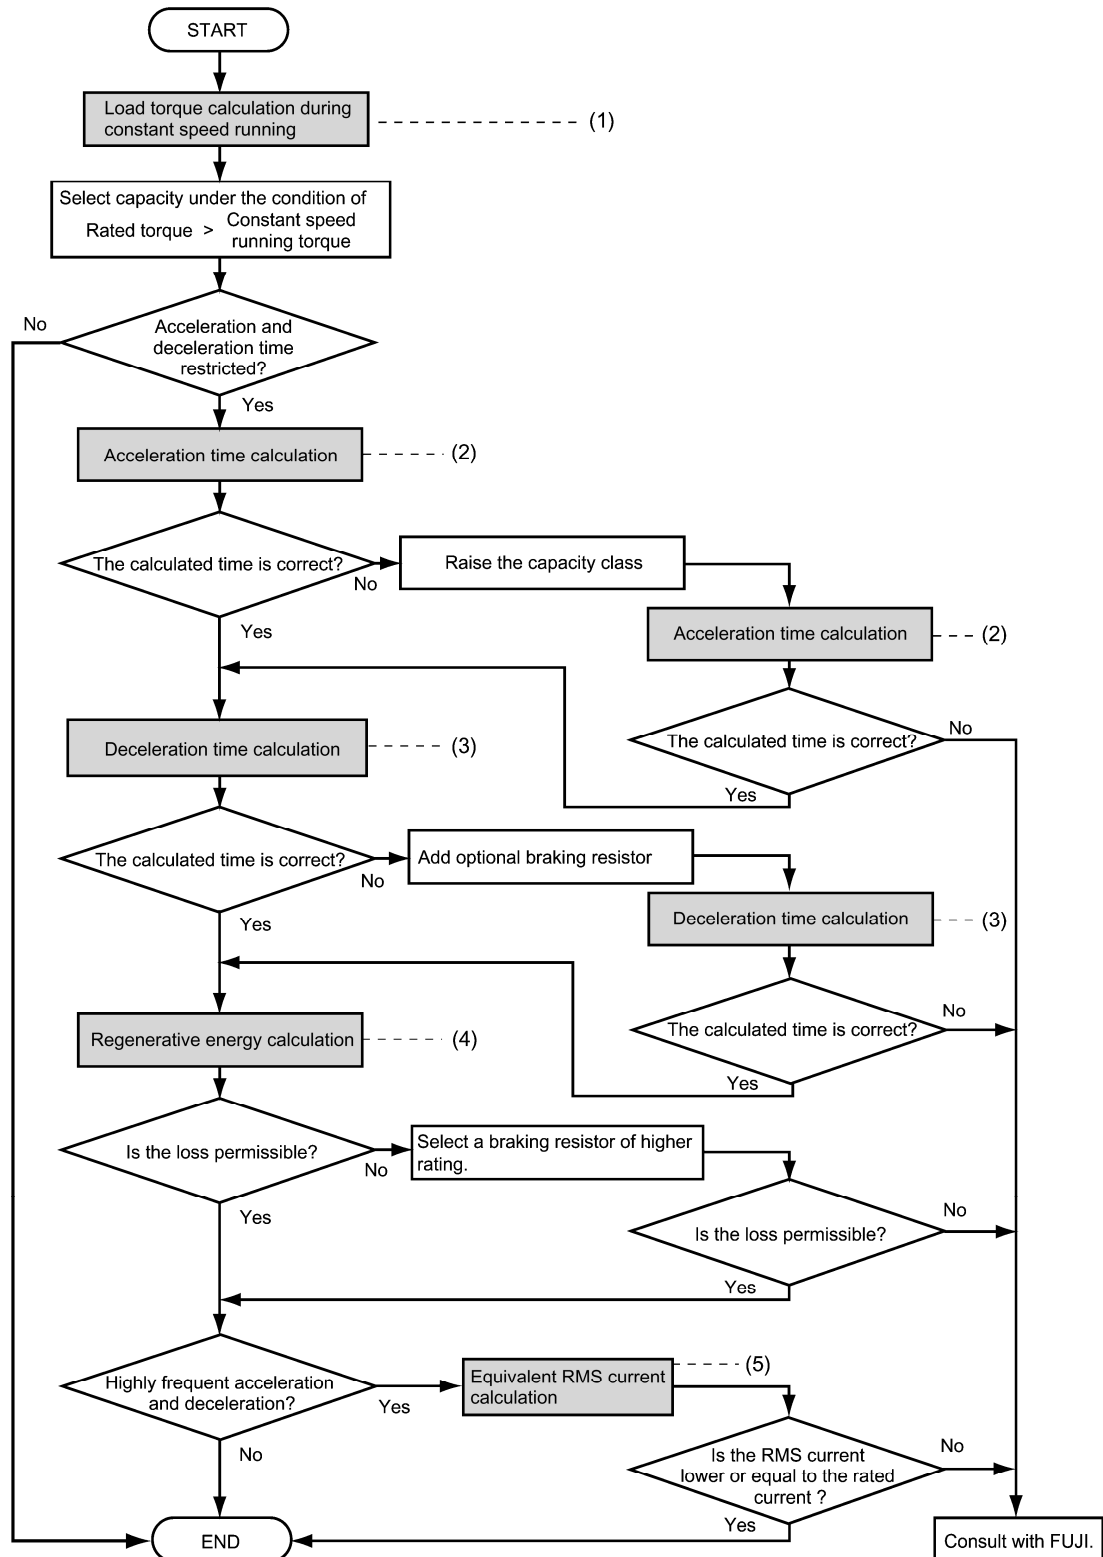 START
Load torque calculation during
constant speed running
(1)
Select capacity under the condition of
Rated torque > Constant speed
running torque
No
Acceleration and
deceleration time
restricted?
Yes
Acceleration time calculation
(2)
The calculated time is correct?
No
Raise the capacity class
Yes
Acceleration time calculation
(2)
Deceleration time calculation
(3)
The calculated time is correct?
No
Yes
The calculated time is correct?
No
Add optional braking resistor
Yes
Deceleration time calculation
(3)
Regenerative energy calculation
(4)
The calculated time is correct?
No
Yes
Is the loss permissible?
No
Select a braking resistor of higher
rating.
Yes
Is the loss permissible?
No
Yes
Highly frequent acceleration
and deceleration?
Yes
Equivalent RMS current
calculation
(5)
No
Is the RMS current
lower or equal to the rated
current ?
No
Yes
END
Consult with FUJI.